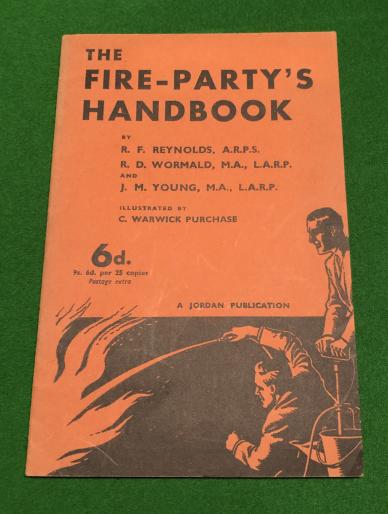 THE
FIRE-PARTY'S
HANDBOOK
BY
R. F. REYNOLDS, A.R.P.S.
R. D. WORMALD, M.A., L.A.R.P.
AND
J. M. YOUNG, M.A., L.A.R.P.
ILLUSTRATED BY
C. WARWICK PURCHASE
6d.
9s. 6d. per 25 copies
Postage extra
A JORDAN PUBLICATION